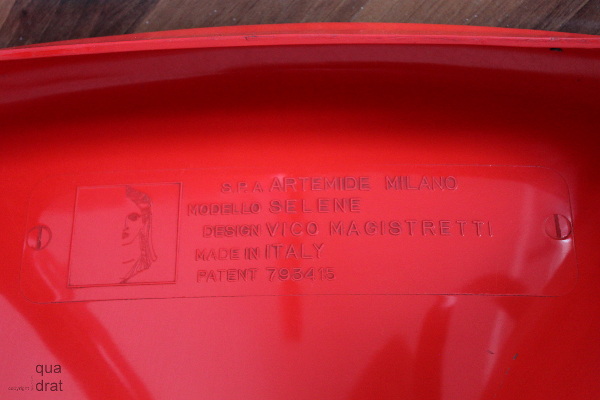 S.P.A. ARTEMIDE MILANO
MODELLO SELENE
DESIGN VICO MAGISTRETTI
MADE IN ITALY
PATENT 793415
qua
drat